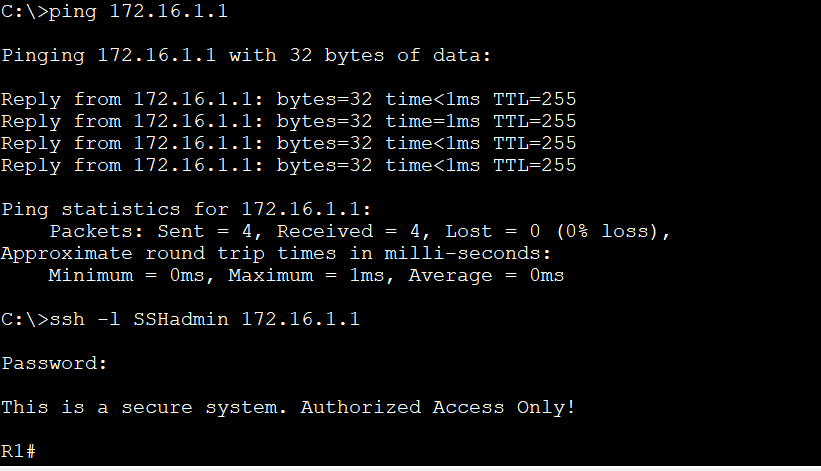 C:\>ping 172.16.1.1
Pinging 172.16.1.1 with 32 bytes of data:
Reply from 172.16.1.1: bytes=32 time<1ms TTL=255
Reply from 172.16.1.1: bytes=32 time=1ms TTL=255
Reply from 172.16.1.1: bytes=32 time<1ms TTL=255
Reply from 172.16.1.1: bytes=32 time<1ms TTL=255
Ping statistics for 172.16.1.1:
    Packets: Sent = 4, Received = 4, Lost = 0 (0% loss),
Approximate round trip times in milli-seconds:
    Minimum = 0ms, Maximum = 1ms, Average = 0ms
C:\>ssh -l SSHadmin 172.16.1.1
Password:
This is a secure system. Authorized Access Only!
R1#